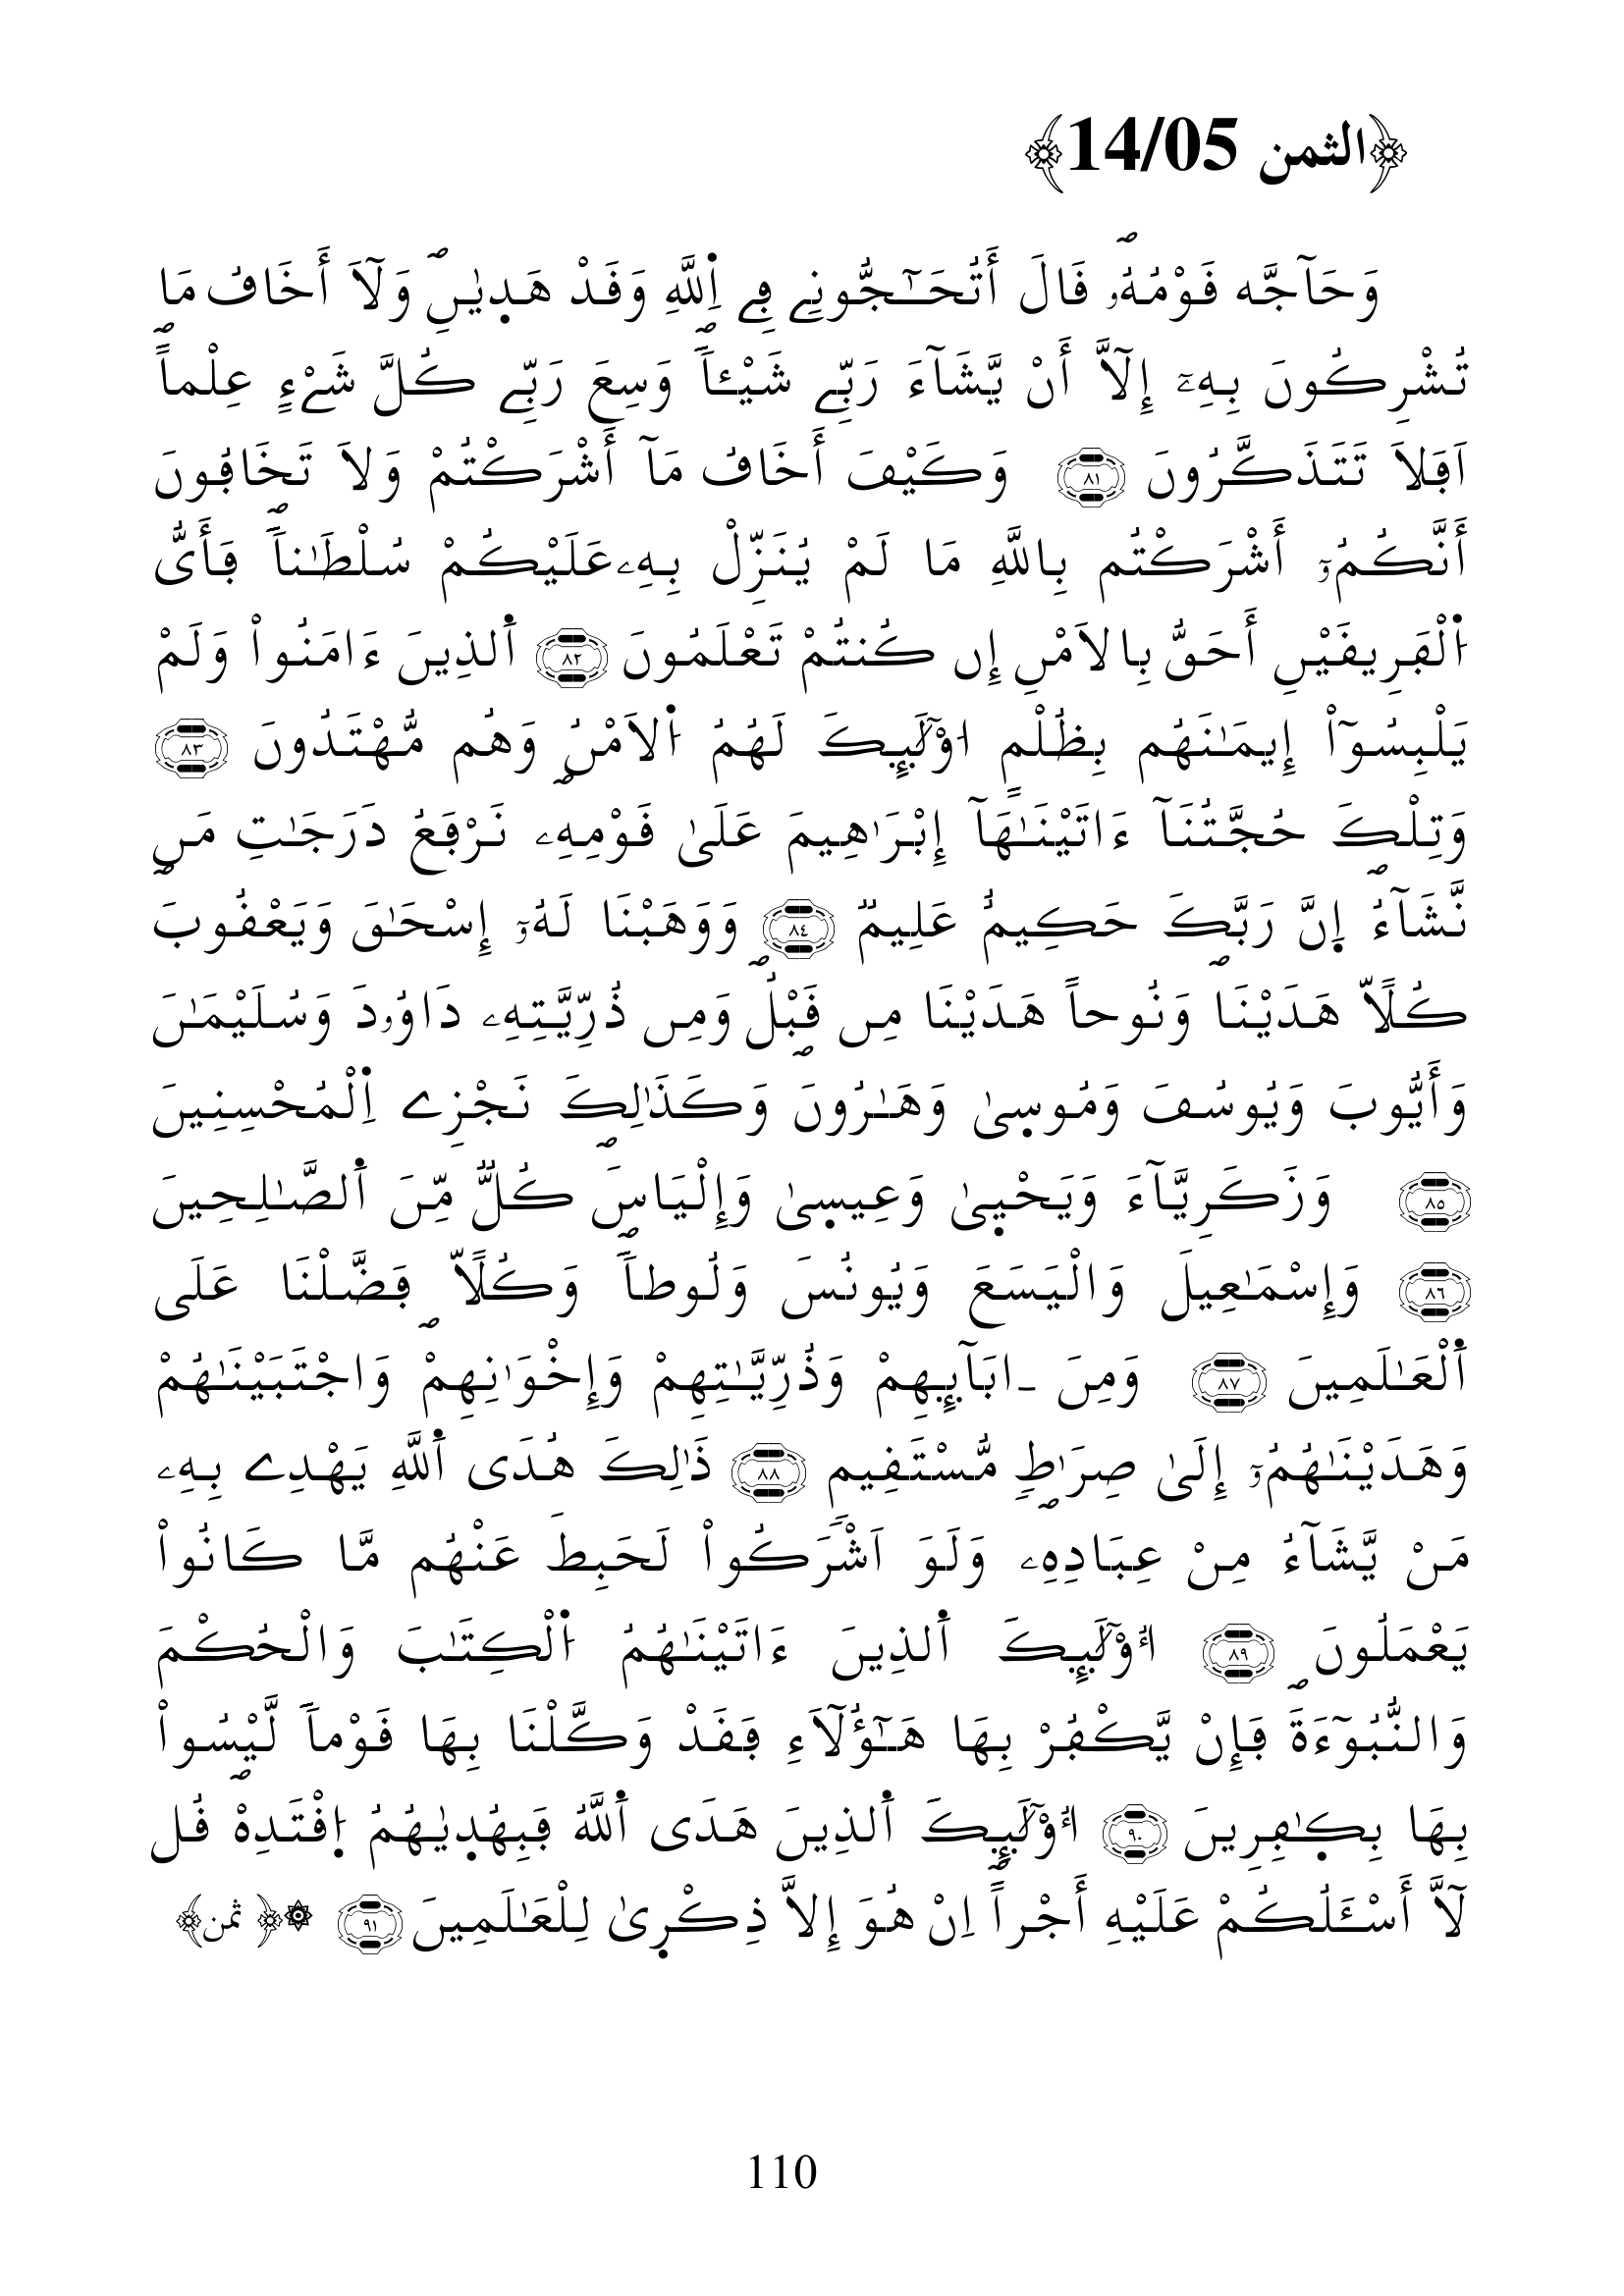 ﴿الثمن 14/05﴾
وَحَآجَّه فَوْمُهُۥۖ فَالَ أَتُحَٰٓجُّونِے فِے اِ۬للَّهِ وَفَدْ هَد۪يٰنِۖ وَلَآ أَخَافُ مَا
تُشْرِكُونَ بِهِۦٓ إِلَّآ أَنْ يَّشَآءَ رَبِّے شَيْـٔاًۖ وَسِعَ رَبِّے كُلَّ شَےْءٍ عِلْماًۖ
اَفَلَا تَتَذَكَّرُونَ ٨١ وَكَيْفَ أَخَافُ مَآ أَشْرَكْتُمْ وَلَا تَخَافُونَ
أَنَّكُمُۥٓ أَشْرَكْتُم بِاللَّهِ مَا لَمْ يُنَزِّلْ بِهِۦ عَلَيْكُمْ سُلْطَٰناًۖ فَأَىُّ
اُ۬لْفَرِيفَيْنِ أَحَقُّ بِالَامْنِ إِن كُنتُمْ تَعْلَمُونَ ٨٢ اَ۬لذِينَ ءَامَنُواْ وَلَمْ
يَلْبِسُوٓاْ إِيمَٰنَهُم بِظُلْمٍ ا۟وْلَٰٓئِكَ لَهُمُ اُ۬لَامْنُۖ وَهُم مُّهْتَدُونَ ٨٣
وَتِلْكَ حُجَّتُنَآ ءَاتَيْنَٰهَآ إِبْرَٰهِيمَ عَلَىٰ فَوْمِهِۦۖ نَرْفَعُ دَرَجَٰتِ مَن
نَّشَآءُۖ إِنَّ رَبَّكَ حَكِيمٌ عَلِيمٌۖ ٨٤ وَوَهَبْنَا لَهُۥٓ إِسْحَٰقَ وَيَعْفُوبَۖ
كُلًّا هَدَيْنَاۖ وَنُوحاً هَدَيْنَا مِن فَبْلُۖ وَمِن ذُرِّيَّتِهِۦ دَاوُۥدَ وَسُلَيْمَٰنَ
وَأَيُّوبَ وَيُوسُفَ وَمُوس۪ىٰ وَهَٰرُونَۖ وَكَذَٰلِكَ نَجْزِے اِ۬لْمُحْسِنِينَ
٨٥ وَزَكَرِيَّآءَ وَيَحْي۪يٰ وَعِيس۪ىٰ وَإِلْيَاسَۖ كُلٌّ مِّنَ اَ۬لصَّٰلِحِينَ
٨٦ وَإِسْمَٰعِيلَ وَالْيَسَعَ وَيُونُسَ وَلُوطاًۖ وَكُلًّا فَضَّلْنَا عَلَى
اَ۬لْعَٰلَمِينَ ٨٧ وَمِنَ ـ\u0627بَآئِهِمْ وَذُرِّيَّٰتِهِمْ وَإِخْوَٰنِهِمْ وَاجْتَبَيْنَٰهُمْ
وَهَدَيْنَٰهُمُۥٓ إِلَىٰ صِرَٰطٍ مُّسْتَفِيمٍۖ ٨٨ ذَٰلِكَ هُدَى اَ۬للَّهِ يَهْدِے بِهِۦ
مَنْ يَّشَآءُ مِنْ عِبَادِهِۦۖ وَلَوَ اَشْرَكُواْ لَحَبِطَ عَنْهُم مَّا كَانُواْ
يَعْمَلُونَۖ ٨٩ ا۟وْلَٰٓئِكَ اَ۬لذِينَ ءَاتَيْنَٰهُمُ اُ۬لْكِتَٰبَ وَالْحُكْمَ
وَالنُّبُوٓءَةَۖ فَإِنْ يَّكْفُرْ بِهَا هَٰٓؤُلَآءِ فَفَدْ وَكَّلْنَا بِهَا فَوْماً لَّيْسُواْ
بِهَا بِكٰ۪فِرِينَ ٩٠ ا۟وْلَٰٓئِكَ اَ۬لذِينَ هَدَى اَ۬للَّهُۖ فَبِهُد۪يٰهُمُ اِ۪فْتَدِهْۖ فُل
لَّآ أَسْـَٔلُكُمْ عَلَيْهِ أَجْراًۖ اِنْ هُوَ إِلَّا ذِكْر۪ىٰ لِلْعَٰلَمِينَ ٩١ ۞ ﴿ثمن﴾
110